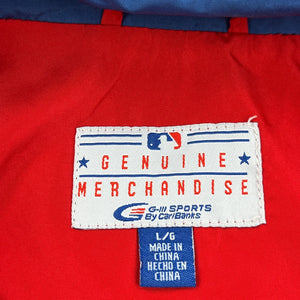 GENUINE
MERCHANDISE
G-III SPORTS
By Carl Banks
L/G
MADE IN
CHINA
HECHO EN
CHINA